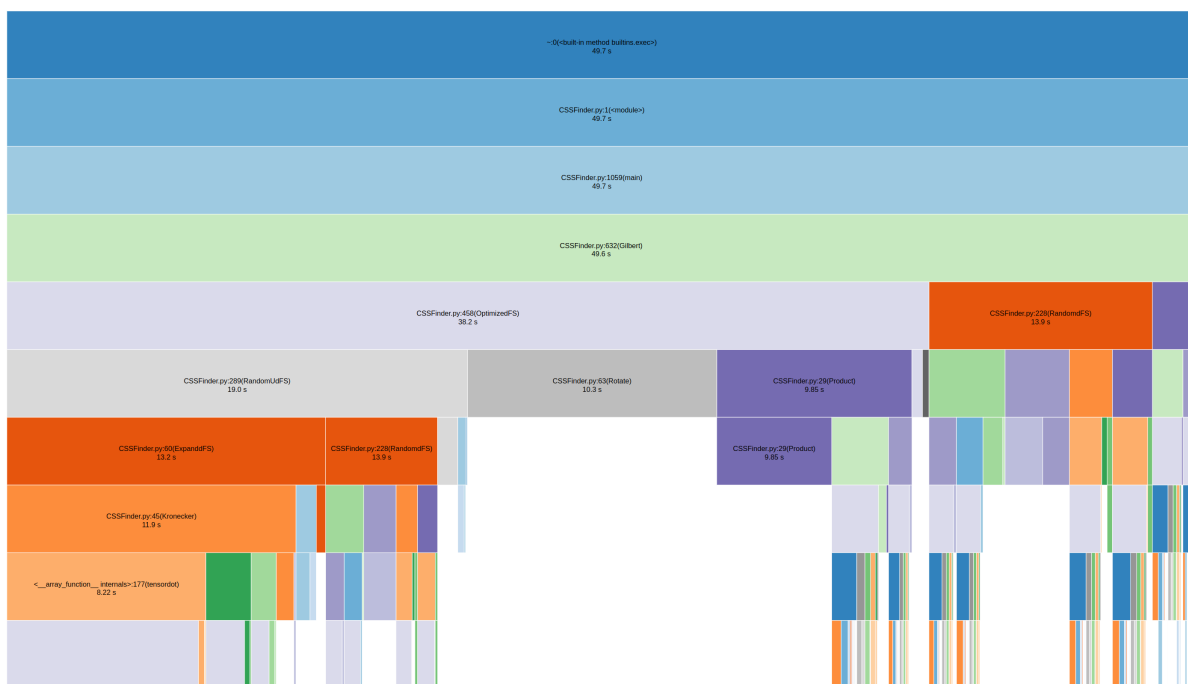 ~:0(<built-in method builtins.exec>)
49.7 s
CSSFinder.py:1(<module>)
49.7 s
CSSFinder.py:1059(main)
49.7 s
CSSFinder.py:632(Gilbert)
49.6 s
CSSFinder.py:458(OptimizedFS)
38.2 s
CSSFinder.py:228(RandomdFS)
13.9 s
CSSFinder.py:289(RandomUdFS)
19.0 s
CSSFinder.py:63(Rotate)
10.3 s
CSSFinder.py:29(Product)
9.85 s
CSSFinder.py:60(ExpanddFS)
13.2 s
CSSFinder.py:228(RandomdFS)
13.9 s
CSSFinder.py:29(Product)
9.85 s
CSSFinder.py:45(Kronecker)
11.9 s
<__array_function__ internals>:177(tensordot)
8.22 s